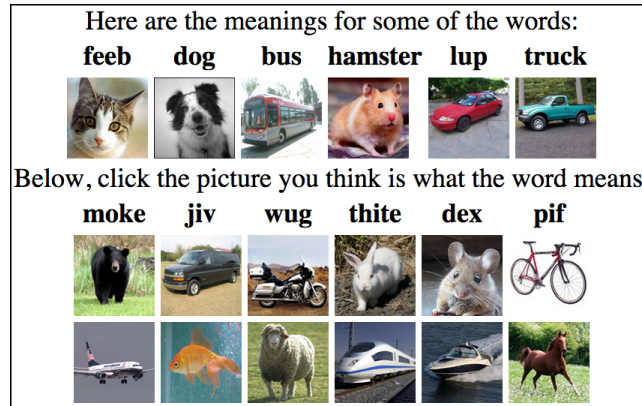 Here are the meanings for some of the words:
feeb dog bus hamster lup truck
Below, click the picture you think is what the word means
moke jiv wug thite dex pif